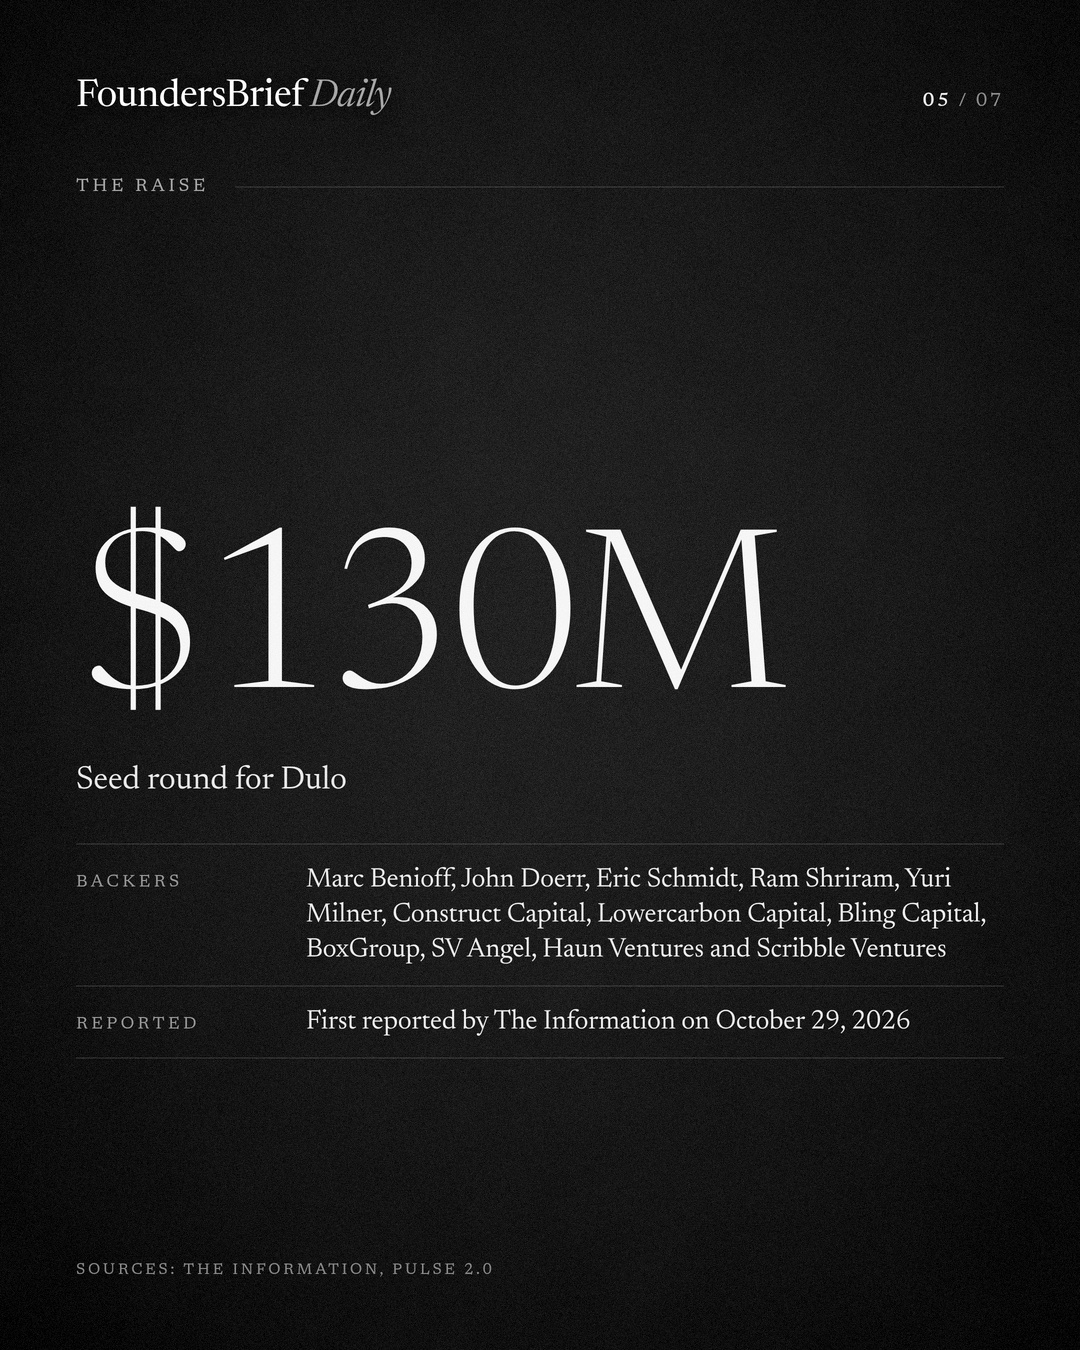 FoundersBrief Daily
05 / 07
THE RAISE
$130M
Seed round for Dulo
BACKERS
Marc Benioff, John Doerr, Eric Schmidt, Ram Shriram, Yuri
Milner, Construct Capital, Lowercarbon Capital, Bling Capital,
BoxGroup, SV Angel, Haun Ventures and Scribble Ventures
REPORTED
First reported by The Information on October 29, 2026
SOURCES: THE INFORMATION, PULSE 2.0